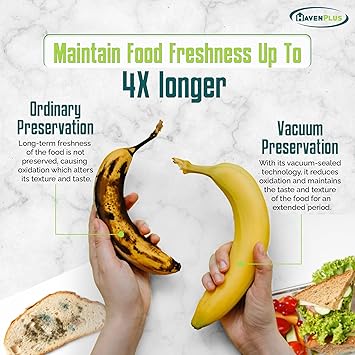 HAVENPLUS
Maintain Food Freshness Up To
4X longer
Ordinary
Preservation
Long-term freshness
of the food is not
preserved, causing
oxidation which alters
its texture and taste.
Vacuum
Preservation
With its vacuum-sealed
technology, it reduces
oxidation and maintains
the taste and texture
of the food for an
extended period.